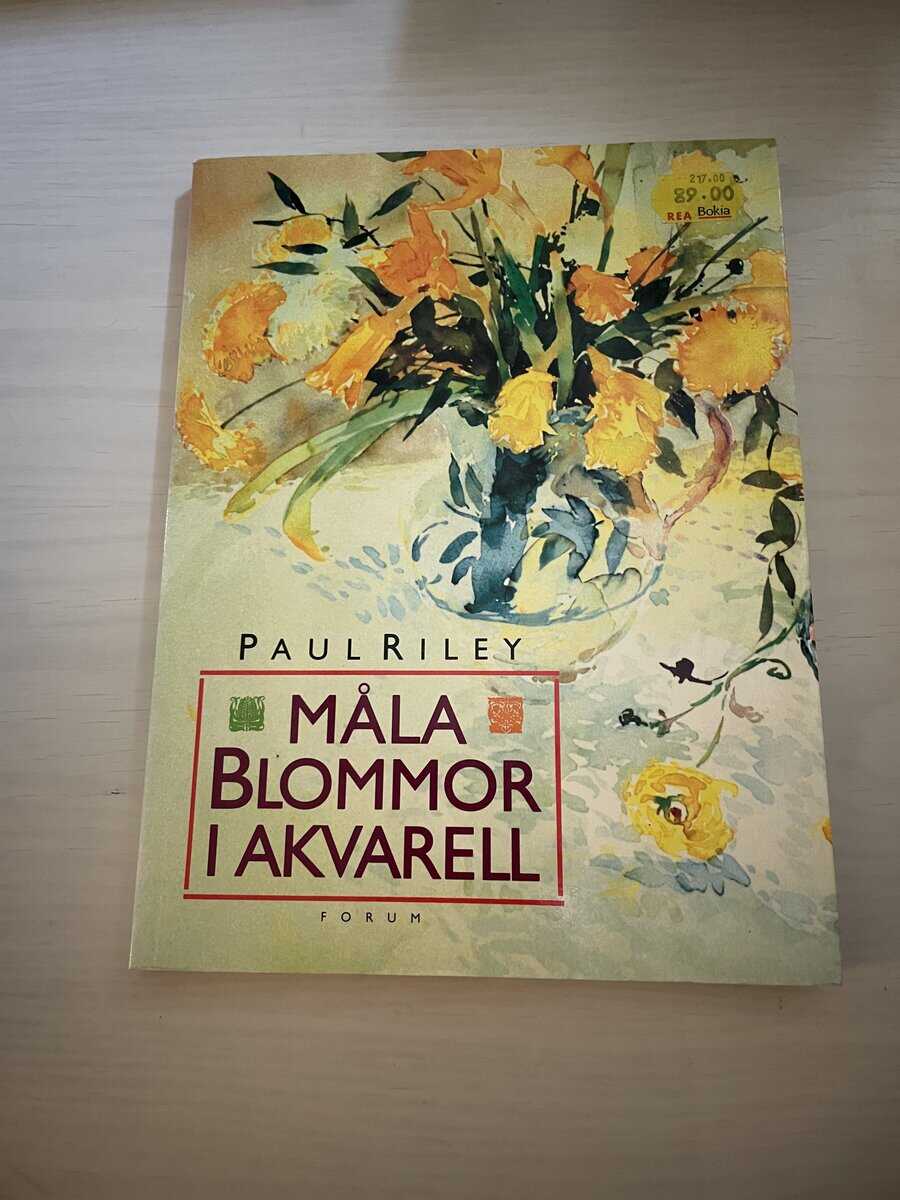 217.00
89.00
REA Bokia
PAUL RILEY
MÅLA
BLOMMOR
I AKVARELL
FORUM